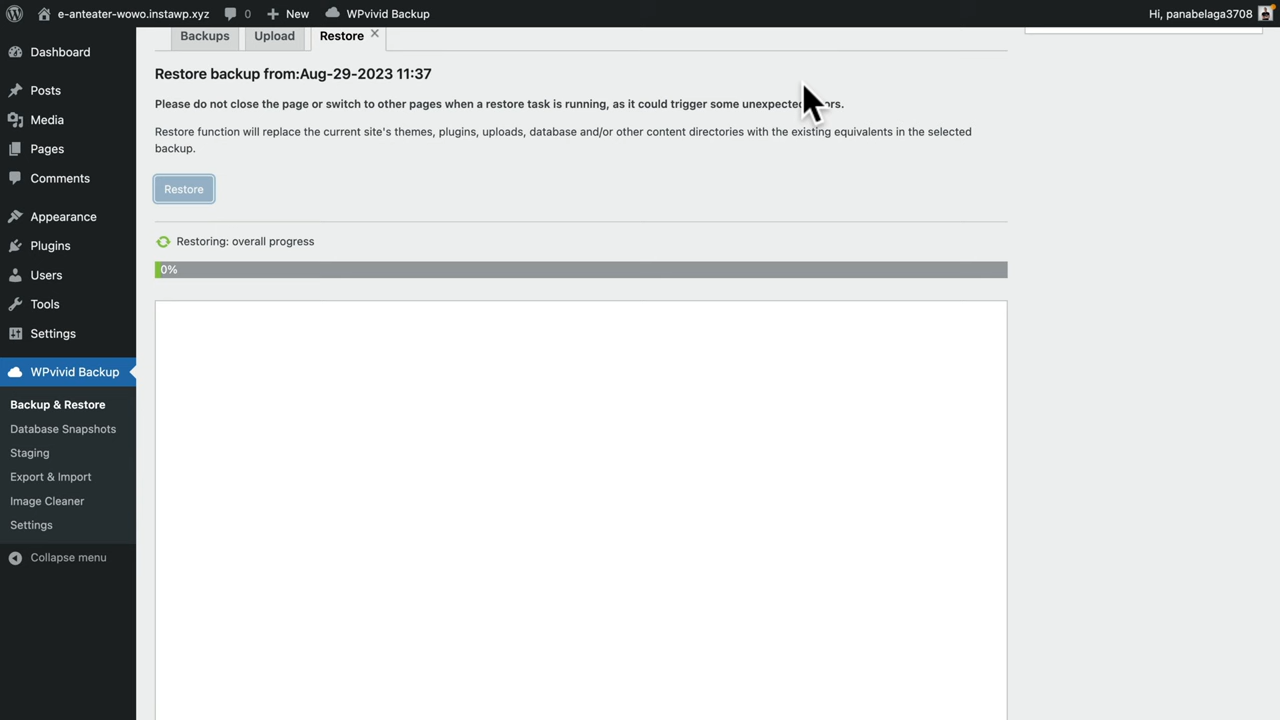 e-anteater-wowo.instawp.xyz 0 New WPvivid Backup Hi, panabelaga3708
Dashboard
Posts
Media
Pages
Comments
Appearance
Plugins
Users
Tools
Settings
WPvivid Backup
Backup & Restore
Database Snapshots
Staging
Export & Import
Image Cleaner
Settings
Collapse menu
Backups Upload Restore ×
Restore backup from:Aug-29-2023 11:37
Please do not close the page or switch to other pages when a restore task is running, as it could trigger some
Restore function will replace the current site's themes, plugins, uploads, database and/or other content directories with the existing equivalents in the selected
backup.
Restore
Restoring: overall progress
0%